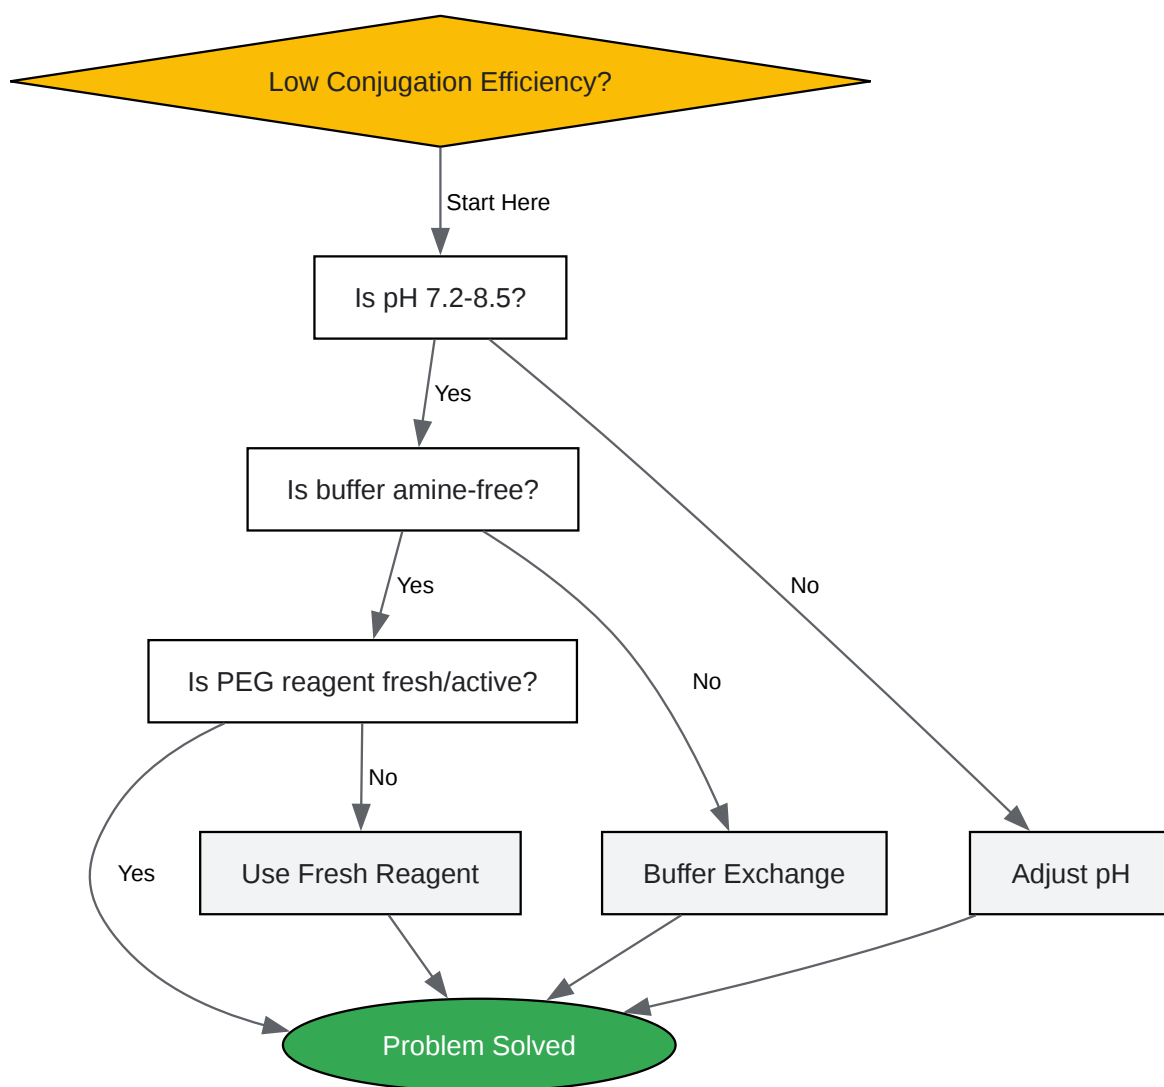 Low Conjugation Efficiency?
Start Here
Is pH 7.2-8.5?
Yes
Is buffer amine-free?
Yes
No
Is PEG reagent fresh/active?
No
No
Yes
Use Fresh Reagent
Buffer Exchange
Adjust pH
Problem Solved